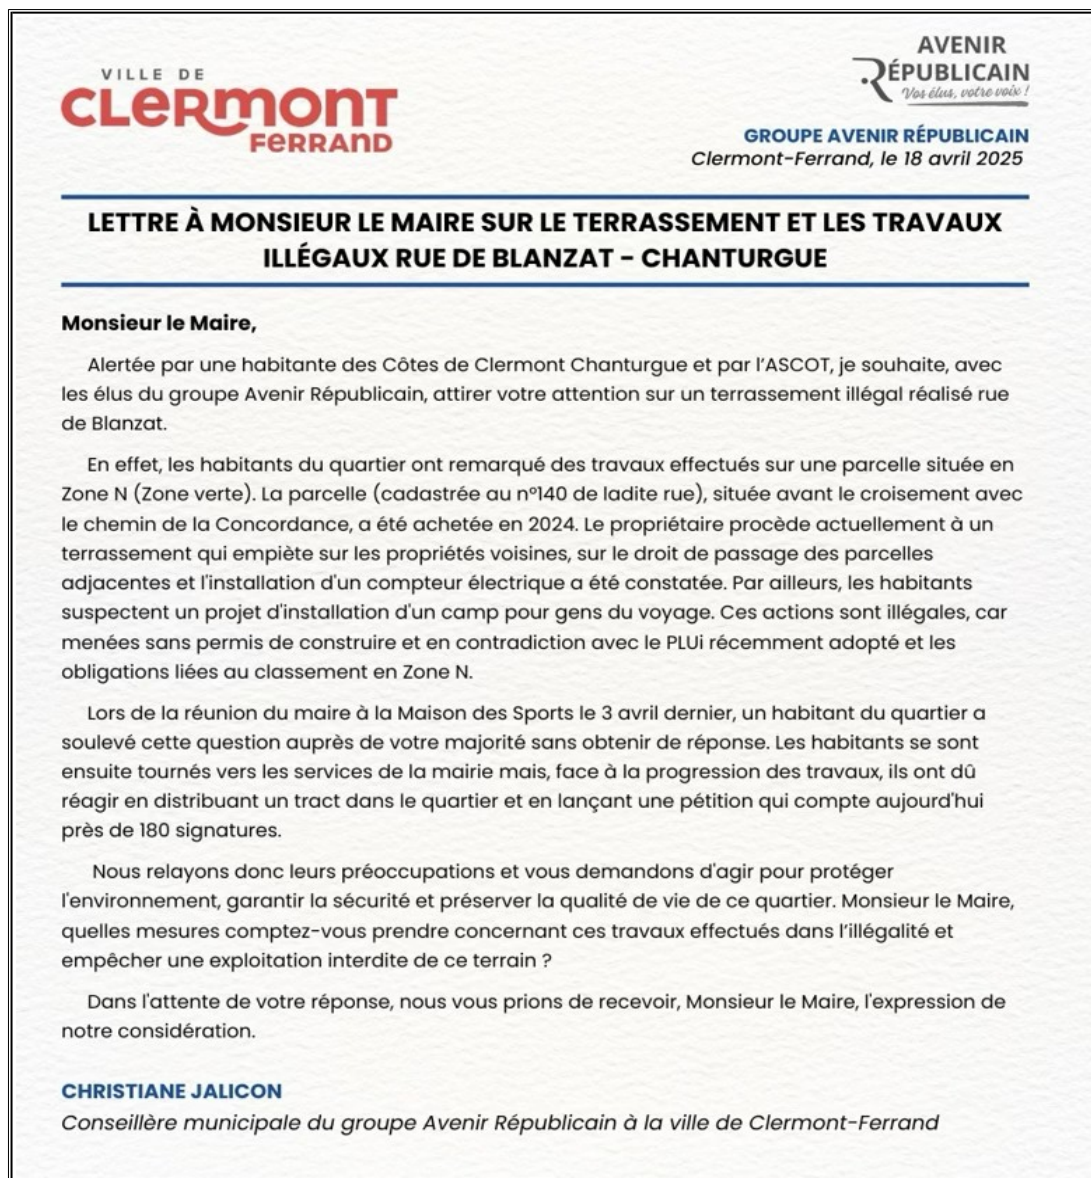 VILLE DE
CLERMONT
FERRAND
AVENIR
RÉPUBLICAIN
Vos élus, votre voix !
GROUPE AVENIR RÉPUBLICAIN
Clermont-Ferrand, le 18 avril 2025
LETTRE À MONSIEUR LE MAIRE SUR LE TERRASSEMENT ET LES TRAVAUX
ILLÉGAUX RUE DE BLANZAT - CHANTURGUE
Monsieur le Maire,
Alertée par une habitante des Côtes de Clermont Chanturgue et par l’ASCOT, je souhaite, avec
les élus du groupe Avenir Républicain, attirer votre attention sur un terrassement illégal réalisé rue
de Blanzat.
En effet, les habitants du quartier ont remarqué des travaux effectués sur une parcelle située en
Zone N (Zone verte). La parcelle (cadastrée au n°140 de ladite rue), située avant le croisement avec
le chemin de la Concordance, a été achetée en 2024. Le propriétaire procède actuellement à un
terrassement qui empiète sur les propriétés voisines, sur le droit de passage des parcelles
adjacentes et l'installation d'un compteur électrique a été constatée. Par ailleurs, les habitants
suspectent un projet d'installation d'un camp pour gens du voyage. Ces actions sont illégales, car
menées sans permis de construire et en contradiction avec le PLUi récemment adopté et les
obligations liées au classement en Zone N.
Lors de la réunion du maire à la Maison des Sports le 3 avril dernier, un habitant du quartier a
soulevé cette question auprès de votre majorité sans obtenir de réponse. Les habitants se sont
ensuite tournés vers les services de la mairie mais, face à la progression des travaux, ils ont dû
réagir en distribuant un tract dans le quartier et en lançant une pétition qui compte aujourd'hui
près de 180 signatures.
Nous relayons donc leurs préoccupations et vous demandons d'agir pour protéger
l'environnement, garantir la sécurité et préserver la qualité de vie de ce quartier. Monsieur le Maire,
quelles mesures comptez-vous prendre concernant ces travaux effectués dans l’illégalité et
empêcher une exploitation interdite de ce terrain ?
Dans l'attente de votre réponse, nous vous prions de recevoir, Monsieur le Maire, l'expression de
notre considération.
CHRISTIANE JALICON
Conseillère municipale du groupe Avenir Républicain à la ville de Clermont-Ferrand